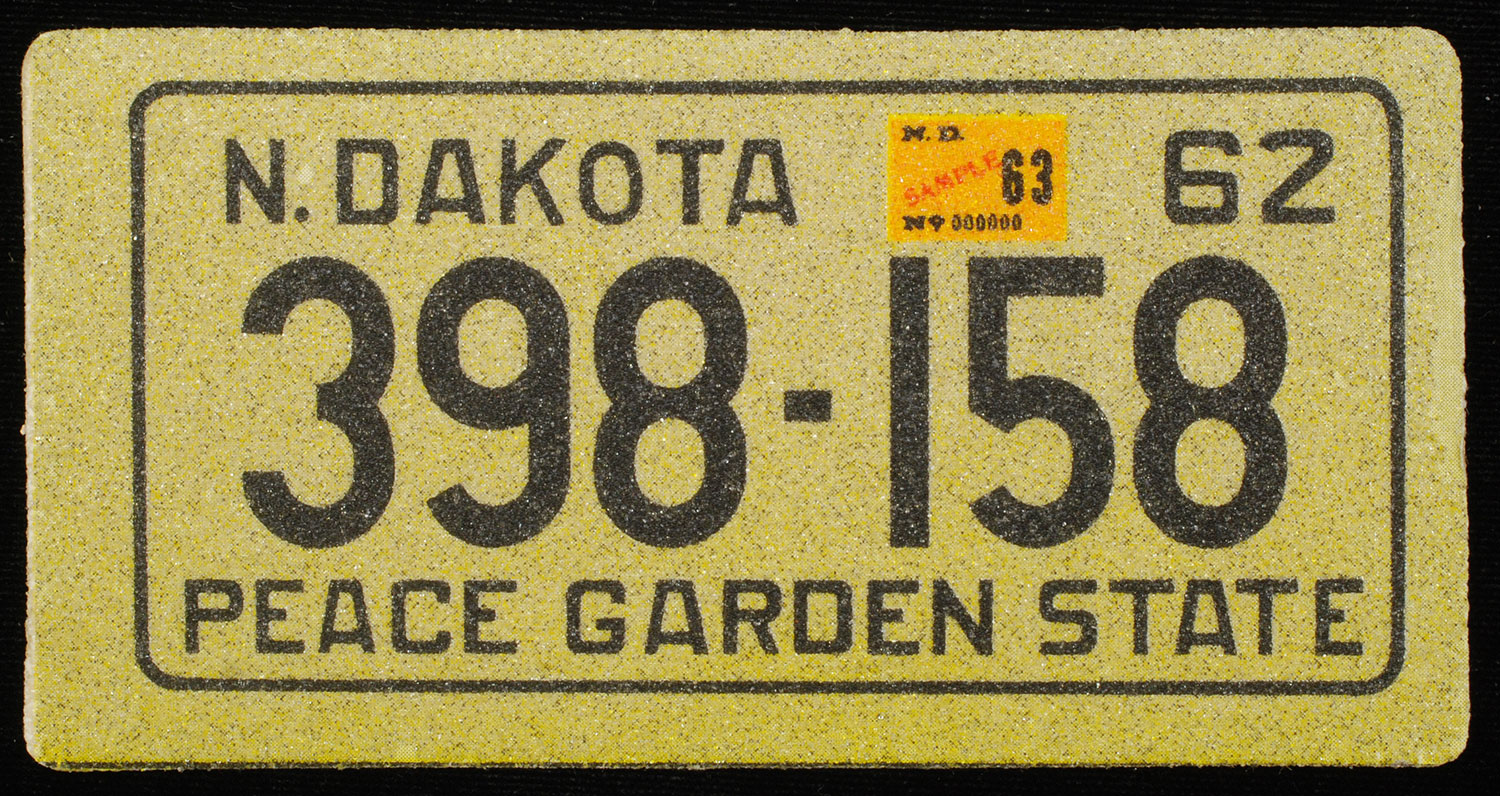 N. DAKOTA 62
N. D.
SAMPLE 63
Nº 000000
398-158
PEACE GARDEN STATE